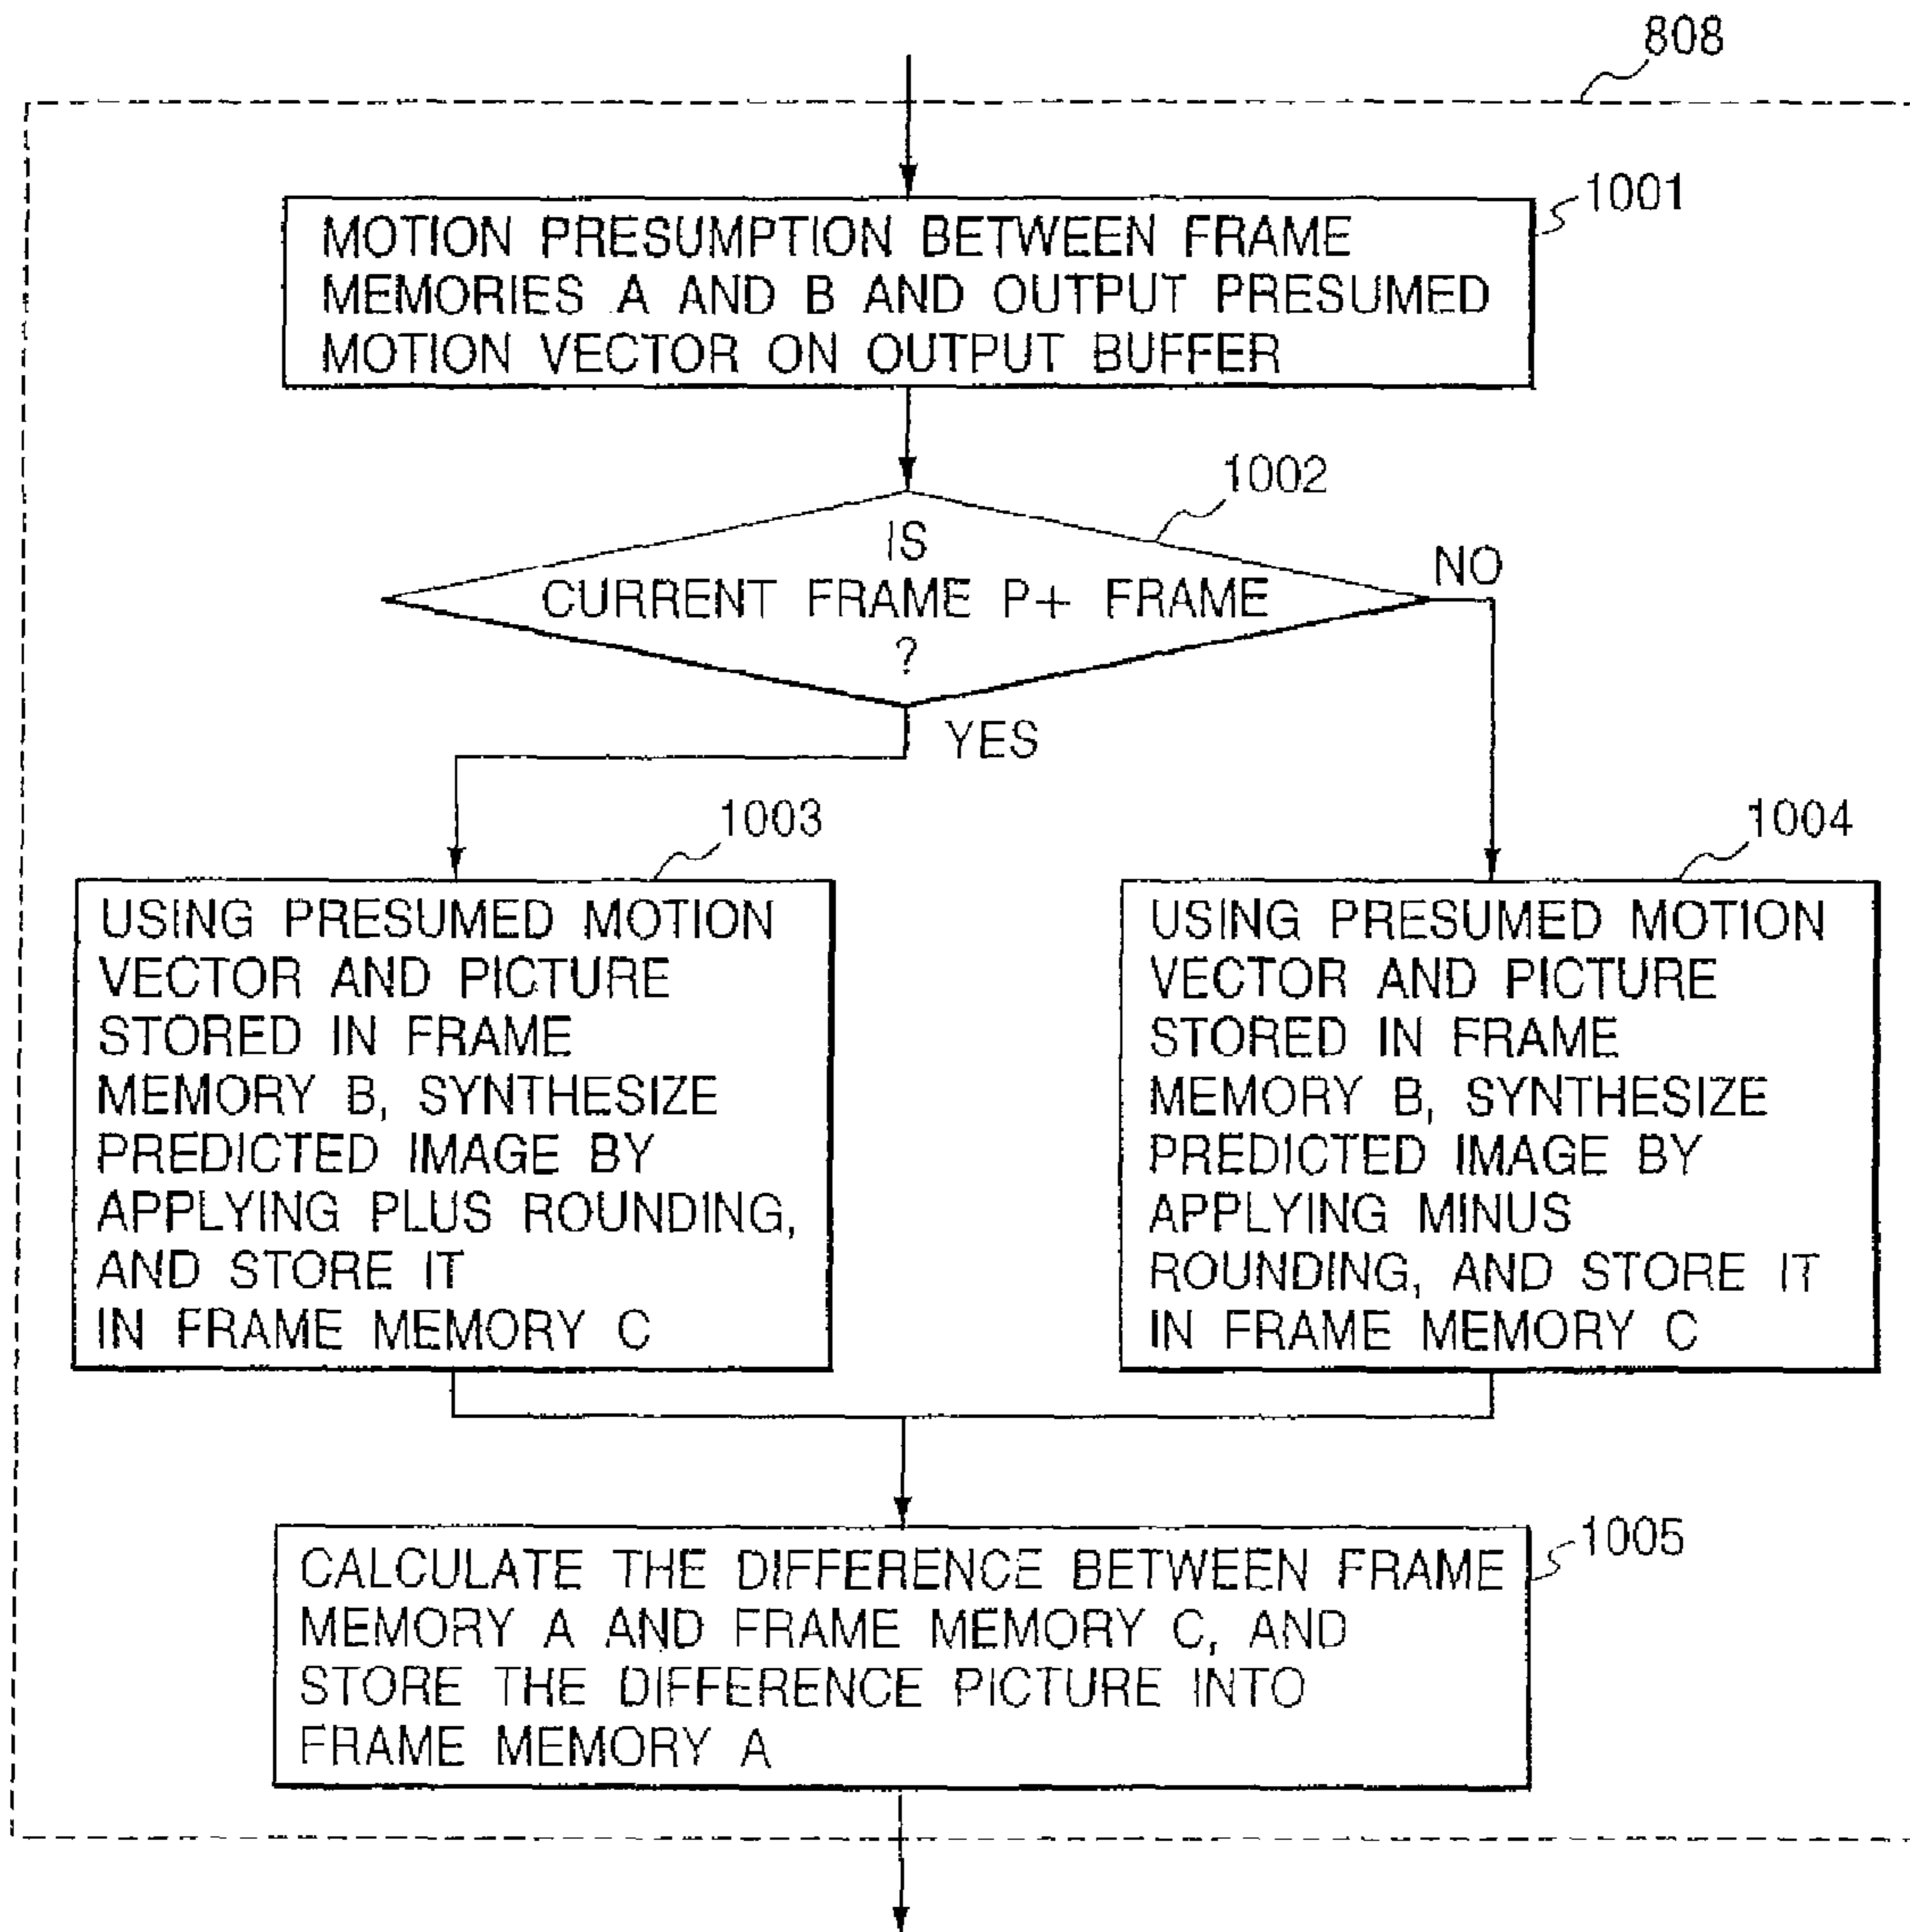 808
1001
MOTION PRESUMPTION BETWEEN FRAME
MEMORIES A AND B AND OUTPUT PRESUMED
MOTION VECTOR ON OUTPUT BUFFER
1002
IS
CURRENT FRAME P+ FRAME
?
NO
YES
1003
USING PRESUMED MOTION
VECTOR AND PICTURE
STORED IN FRAME
MEMORY B, SYNTHESIZE
PREDICTED IMAGE BY
APPLYING PLUS ROUNDING,
AND STORE IT
IN FRAME MEMORY C
1004
USING PRESUMED MOTION
VECTOR AND PICTURE
STORED IN FRAME
MEMORY B, SYNTHESIZE
PREDICTED IMAGE BY
APPLYING MINUS
ROUNDING, AND STORE IT
IN FRAME MEMORY C
1005
CALCULATE THE DIFFERENCE BETWEEN FRAME
MEMORY A AND FRAME MEMORY C, AND
STORE THE DIFFERENCE PICTURE INTO
FRAME MEMORY A